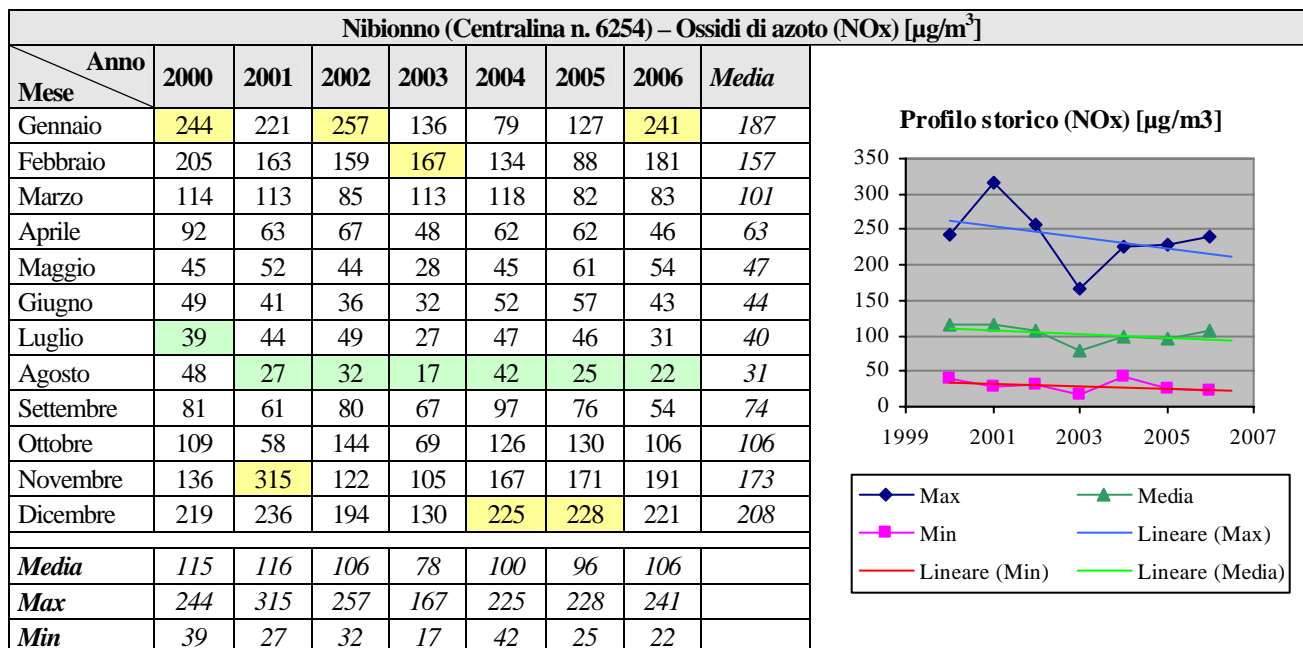 Nibionno (Centralina n. 6254) – Ossidi di azoto (NOx) [µg/m³]
Anno
Mese 2000 2001 2002 2003 2004 2005 2006 Media
Gennaio 244 221 257 136 79 127 241 187
Febbraio 205 163 159 167 134 88 181 157
Marzo 114 113 85 113 118 82 83 101
Aprile 92 63 67 48 62 62 46 63
Maggio 45 52 44 28 45 61 54 47
Giugno 49 41 36 32 52 57 43 44
Luglio 39 44 49 27 47 46 31 40
Agosto 48 27 32 17 42 25 22 31
Settembre 81 61 80 67 97 76 54 74
Ottobre 109 58 144 69 126 130 106 106
Novembre 136 315 122 105 167 171 191 173
Dicembre 219 236 194 130 225 228 221 208
Media 115 116 106 78 100 96 106
Max 244 315 257 167 225 228 241
Min 39 27 32 17 42 25 22
Profilo storico (NOx) [µg/m3]
350
300
250
200
150
100
50
0
1999 2001 2003 2005 2007
Max Media
Min Lineare (Max)
Lineare (Min) Lineare (Media)